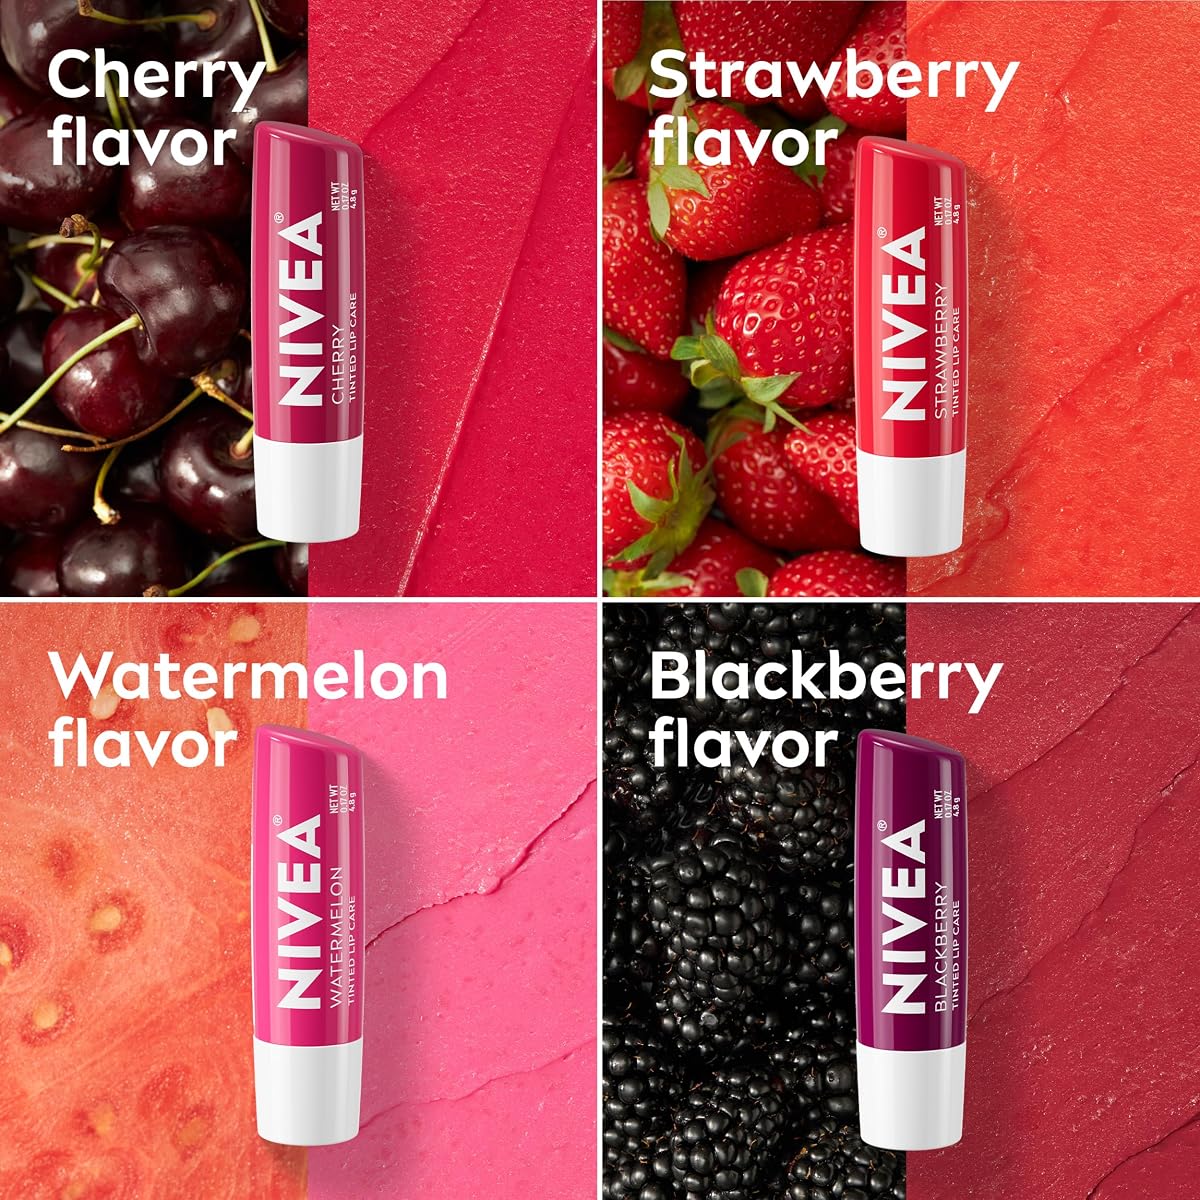 Cherry
flavor
NIVEA®
CHERRY
TINTED LIP CARE
NET WT
0.17 OZ
4.8 g
Strawberry
flavor
NIVEA®
STRAWBERRY
TINTED LIP CARE
NET WT
0.17 OZ
4.8 g
Watermelon
flavor
NIVEA®
WATERMELON
TINTED LIP CARE
NET WT
0.17 OZ
4.8 g
Blackberry
flavor
NIVEA®
BLACKBERRY
TINTED LIP CARE
NET WT
0.17 OZ
4.8 g